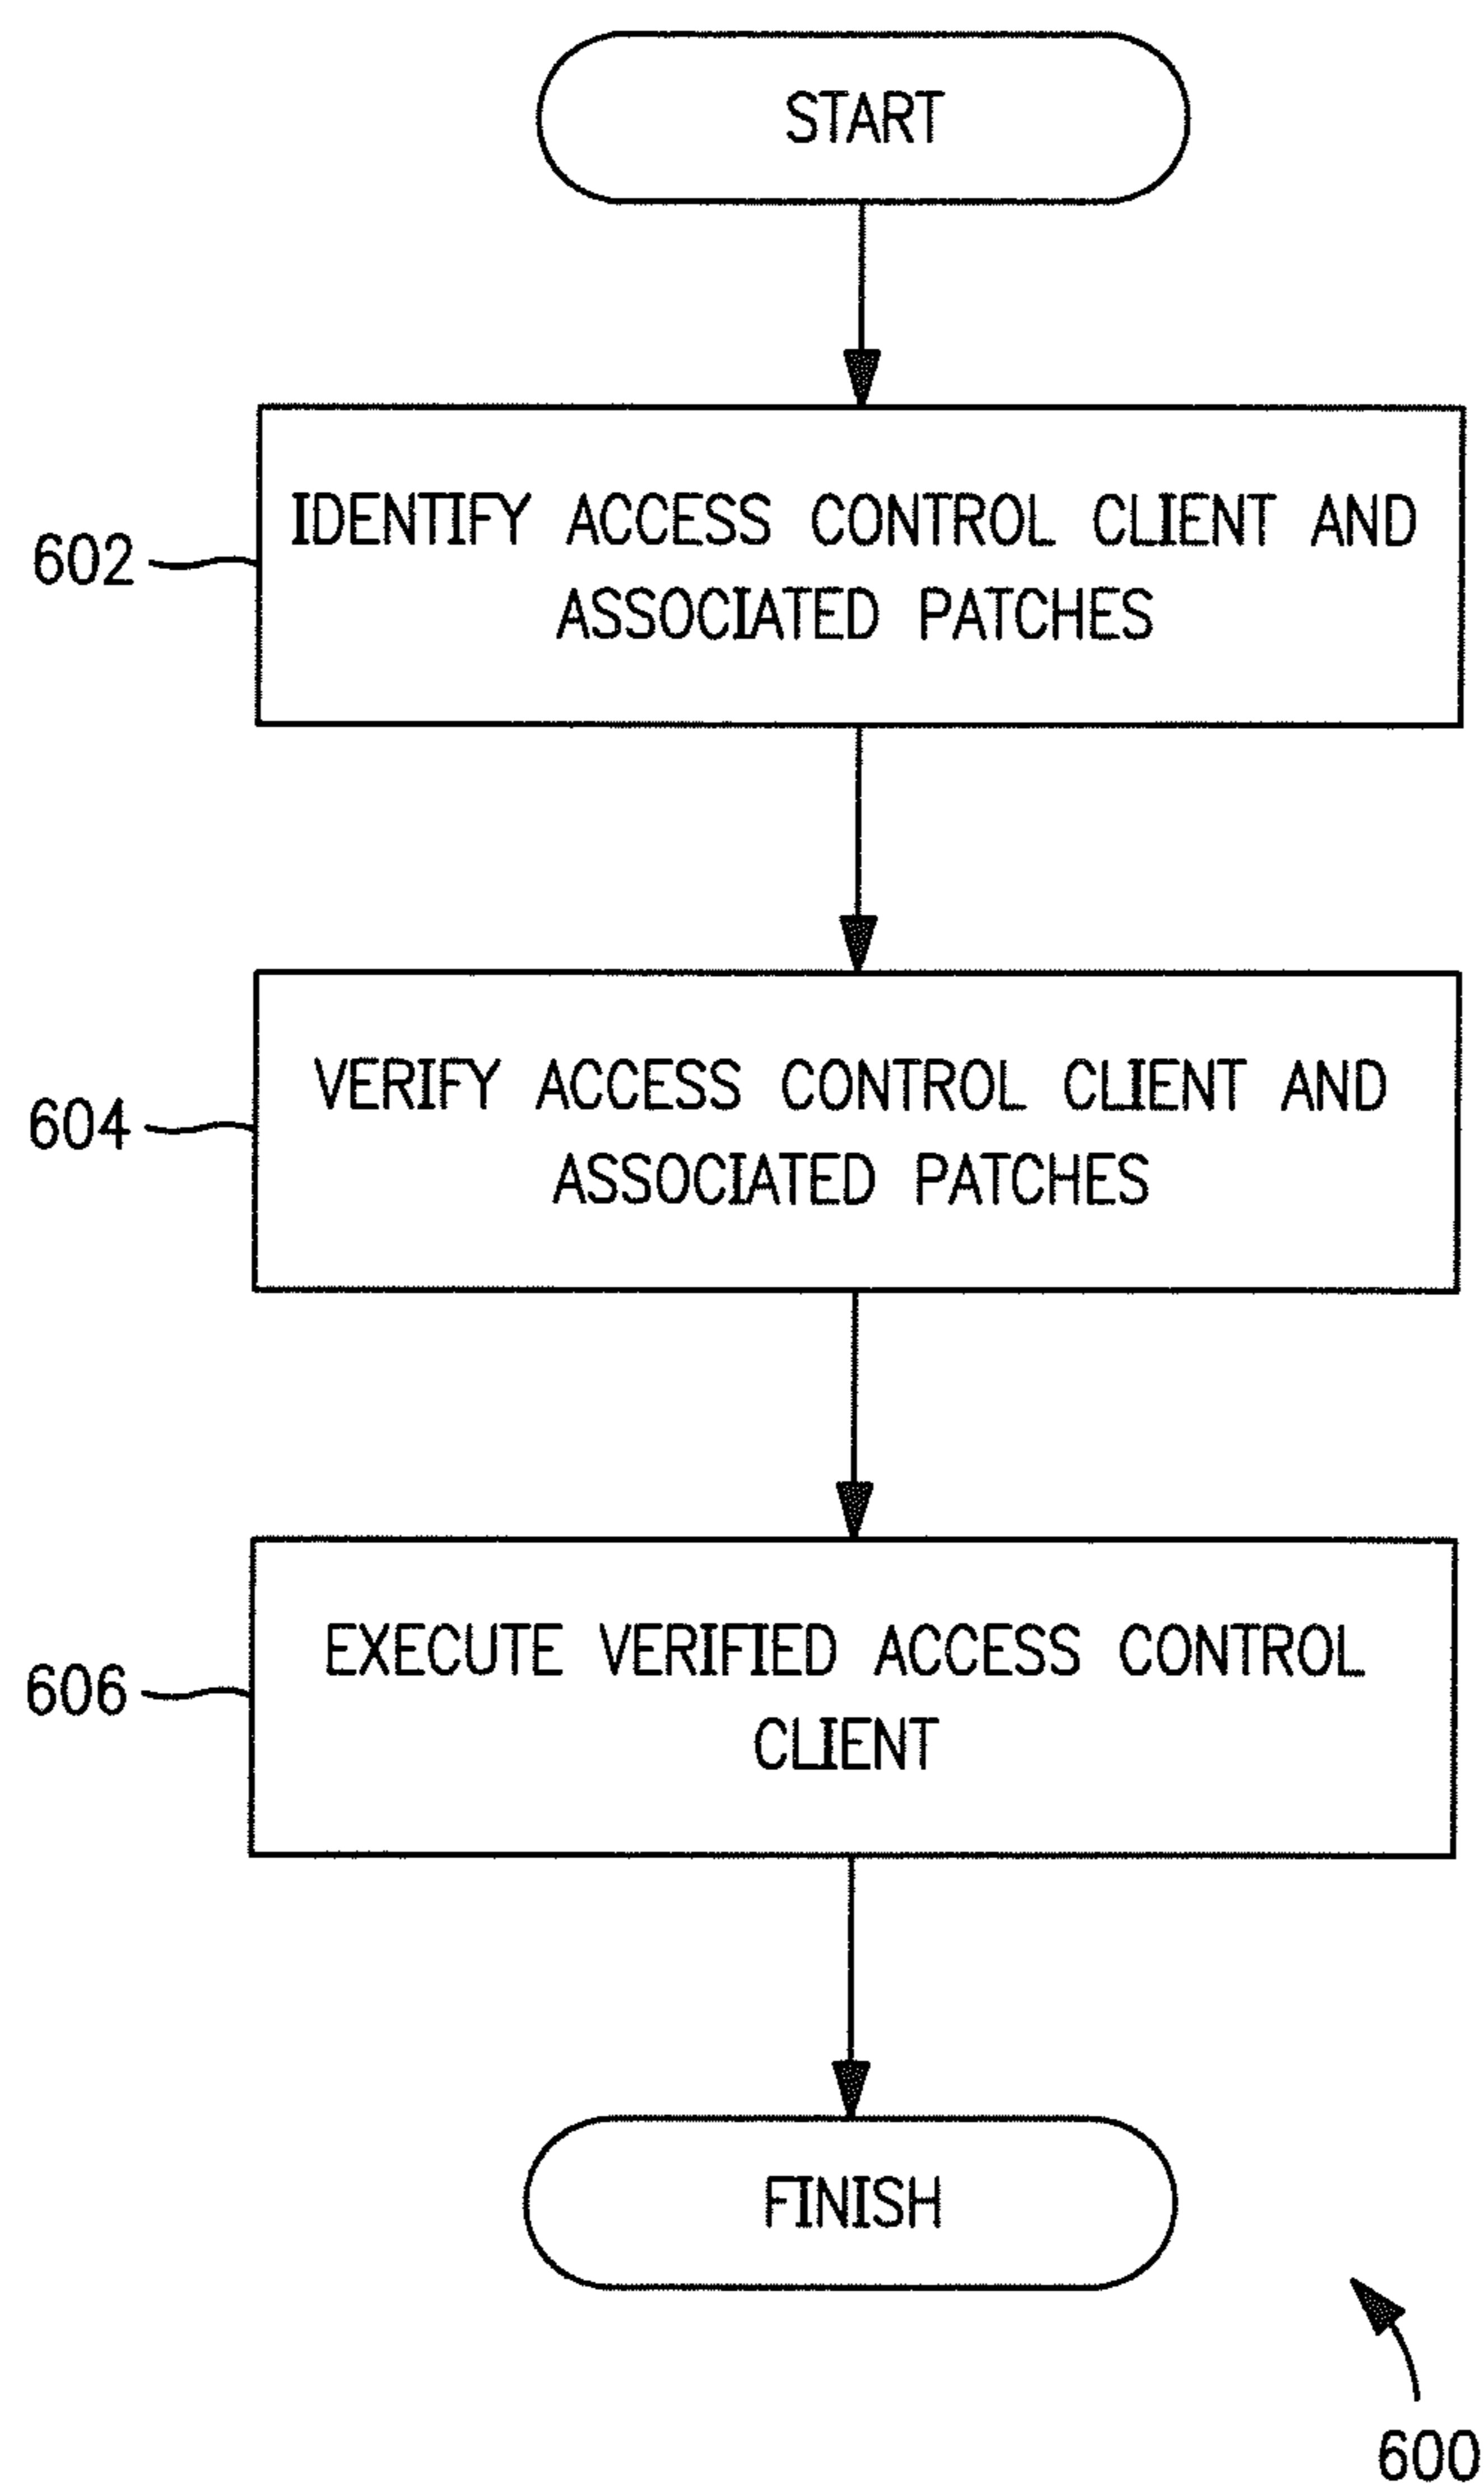 START
602
IDENTIFY ACCESS CONTROL CLIENT AND
ASSOCIATED PATCHES
604
VERIFY ACCESS CONTROL CLIENT AND
ASSOCIATED PATCHES
606
EXECUTE VERIFIED ACCESS CONTROL
CLIENT
FINISH
600